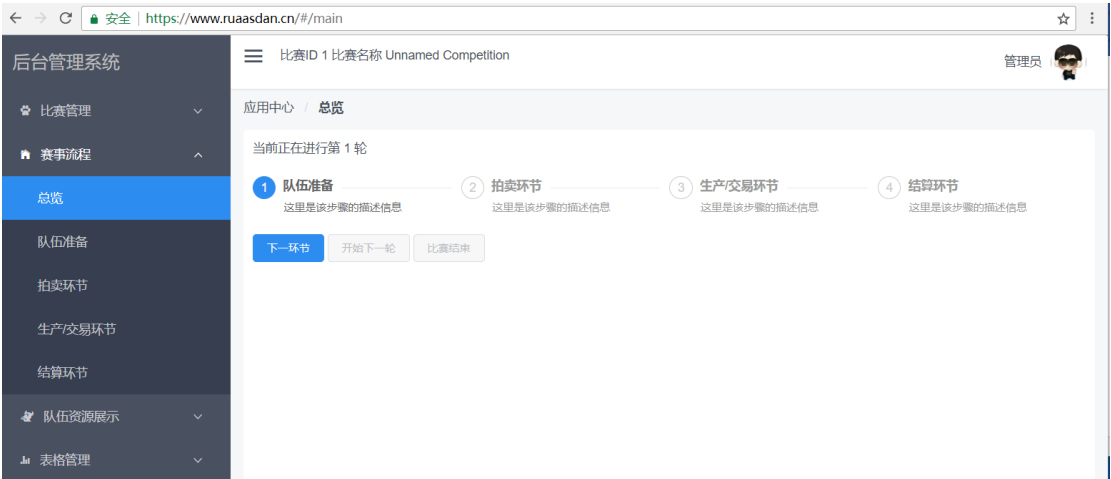 安全 | https://www.ruaasdan.cn/#/main
后台管理系统
比赛ID 1 比赛名称 Unnamed Competition
管理员
比赛管理
赛事流程
总览
队伍准备
拍卖环节
生产/交易环节
结算环节
队伍资源展示
表格管理
应用中心 / 总览
当前正在进行第 1 轮
1 队伍准备 2 拍卖环节 3 生产/交易环节 4 结算环节
这里是该步骤的描述信息 这里是该步骤的描述信息 这里是该步骤的描述信息 这里是该步骤的描述信息
下一环节 开始下一轮 比赛结束